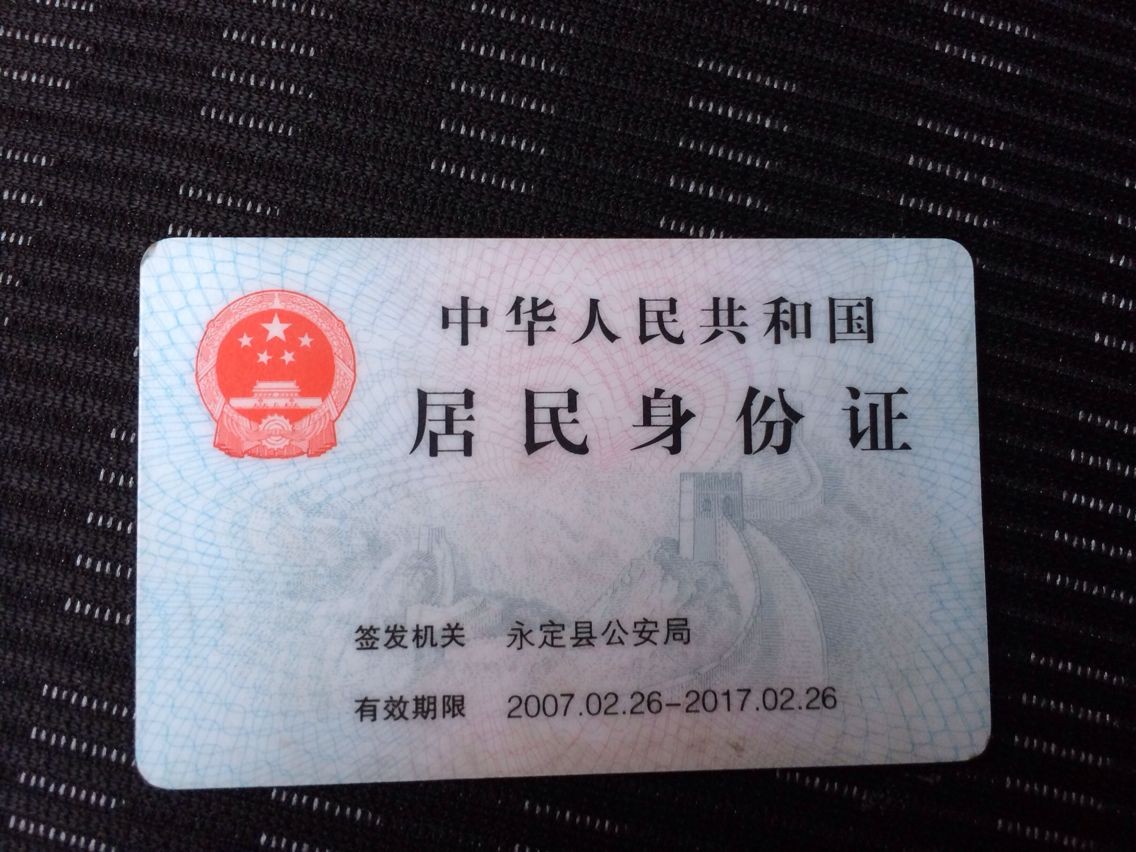 中华人民共和国
居民身份证
签发机关 永定县公安局
有效期限 2007.02.26-2017.02.26